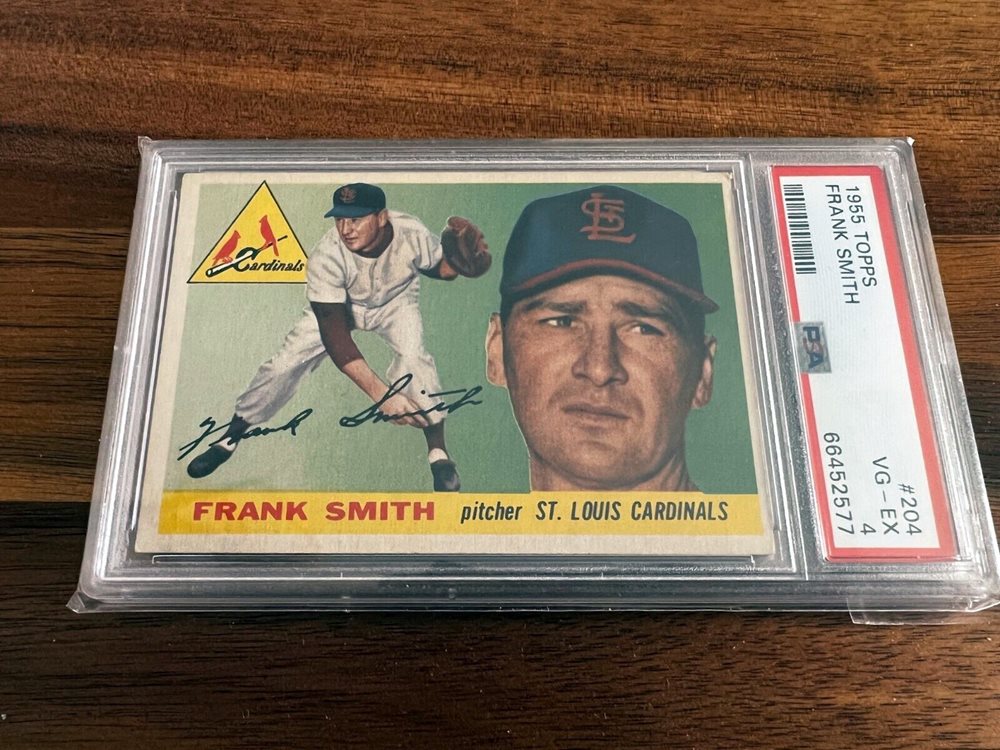 Cardinals
StL
Frank Smith
FRANK SMITH pitcher ST. LOUIS CARDINALS
1955 TOPPS #204
FRANK SMITH VG-EX 4
PSA 66452577